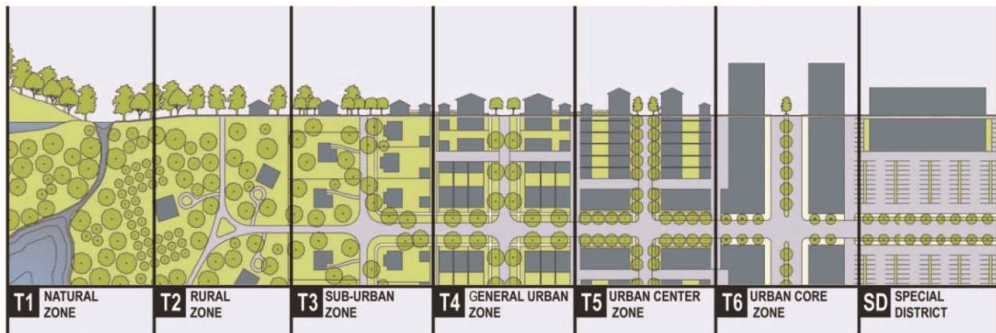 T1 NATURAL
ZONE
T2 RURAL
ZONE
T3 SUB-URBAN
ZONE
T4 GENERAL URBAN
ZONE
T5 URBAN CENTER
ZONE
T6 URBAN CORE
ZONE
SD SPECIAL
DISTRICT